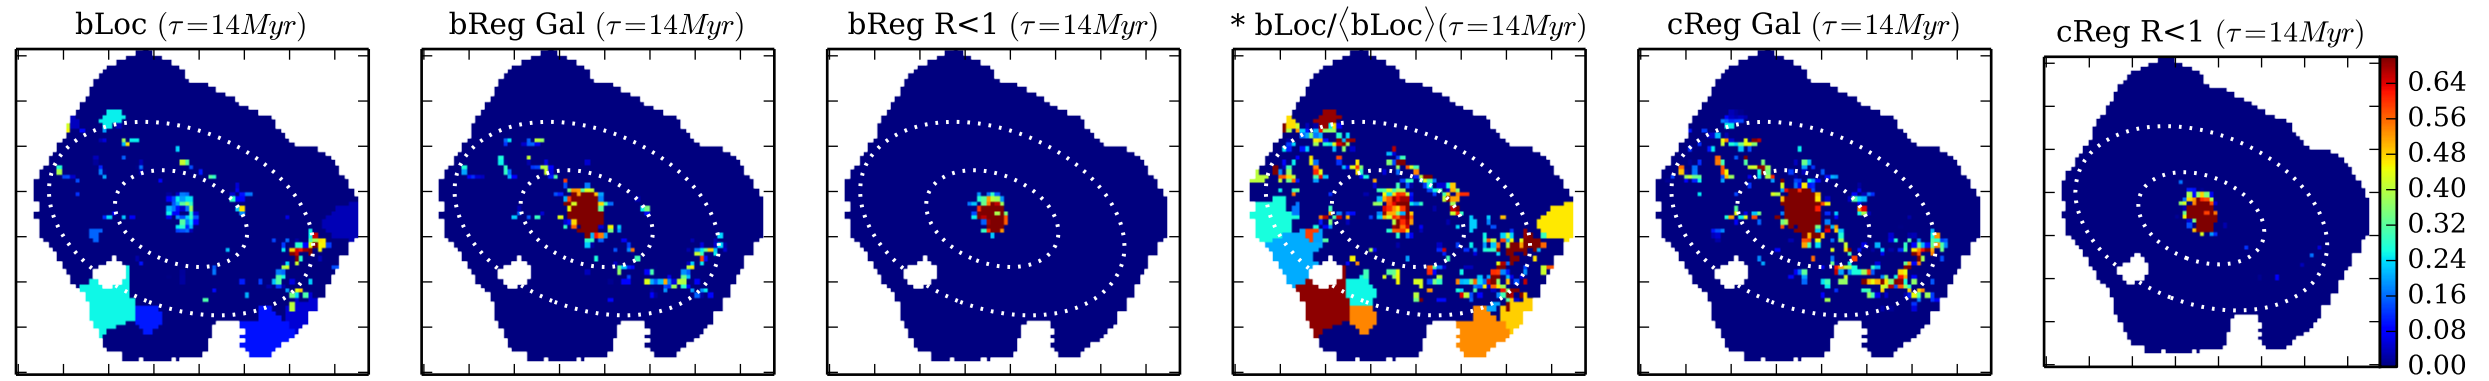 bLoc (τ=14Myr)
bReg Gal (τ=14Myr)
bReg R<1 (τ=14Myr)
* bLoc/⟨bLoc⟩(τ=14Myr)
cReg Gal (τ=14Myr)
cReg R<1 (τ=14Myr)
0.64
0.56
0.48
0.40
0.32
0.24
0.16
0.08
0.00